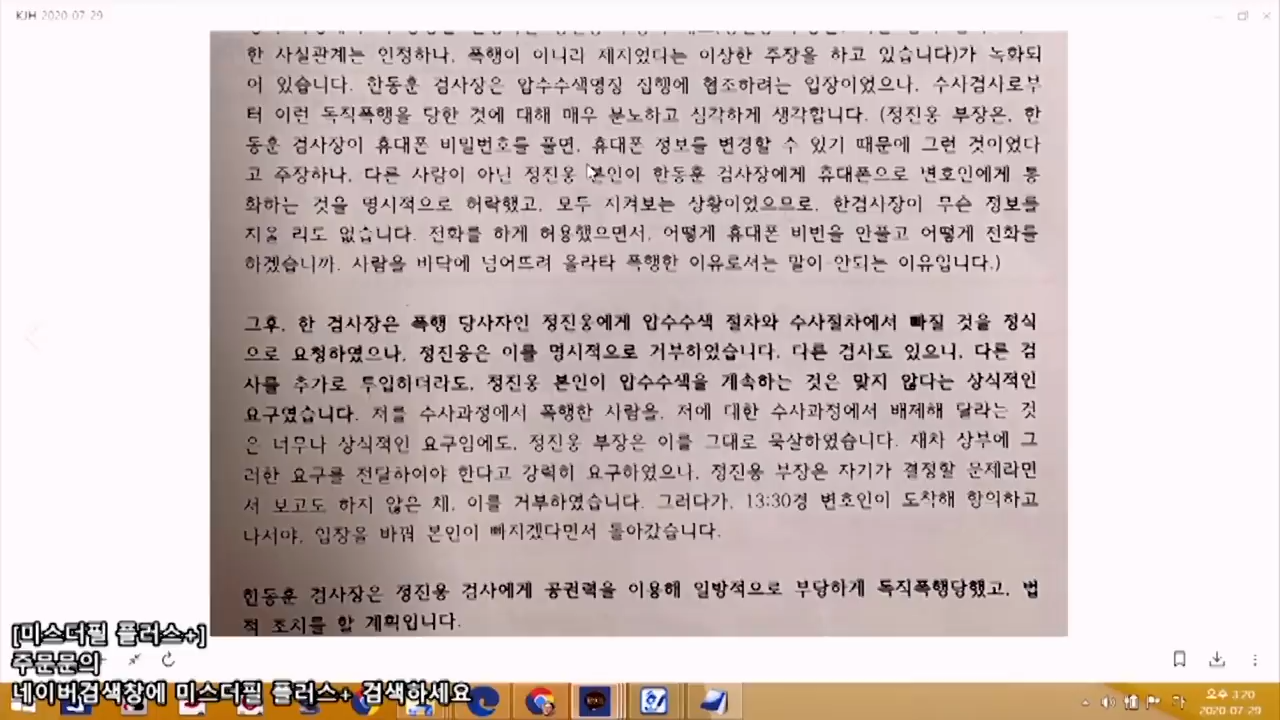 KJH 2020-07-29
한 사실관계는 인정하나, 폭행이 아니라 제지였다는 이상한 주장을 하고 있습니다)가 녹화되
어 있습니다. 한동훈 검사장은 압수수색영장 집행에 협조하려는 입장이었으나, 수사검사로부
터 이런 독직폭행을 당한 것에 대해 매우 분노하고 심각하게 생각합니다. (정진웅 부장은, 한
동훈 검사장이 휴대폰 비밀번호를 풀면, 휴대폰 정보를 변경할 수 있기 때문에 그런 것이었다
고 주장하나, 다른 사람이 아닌 정진웅 본인이 한동훈 검사장에게 휴대폰으로 변호인에게 통
화하는 것을 명시적으로 허락했고, 모두 지켜보는 상황이었으므로, 한검사장이 무슨 정보를
지울 리도 없습니다. 전화를 하게 허용했으면서, 어떻게 휴대폰 비번을 안풀고 어떻게 전화를
하겠습니까. 사람을 바닥에 넘어뜨려 올라타 폭행한 이유로서는 말이 안되는 이유입니다.)
그후, 한 검사장은 폭행 당사자인 정진웅에게 압수수색 절차와 수사절차에서 빠질 것을 정식
으로 요청하였으나, 정진웅은 이를 명시적으로 거부하였습니다. 다른 검사도 있으니, 다른 검
사를 추가로 투입하더라도, 정진웅 본인이 압수수색을 계속하는 것은 맞지 않다는 상식적인
요구였습니다. 저를 수사과정에서 폭행한 사람을, 저에 대한 수사과정에서 배제해 달라는 것
은 너무나 상식적인 요구임에도, 정진웅 부장은 이를 그대로 묵살하였습니다. 재차 상부에 그
러한 요구를 전달하여야 한다고 강력히 요구하였으나, 정진웅 부장은 자기가 결정할 문제라면
서 보고도 하지 않은 채, 이를 거부하였습니다. 그러다가, 13:30경 변호인이 도착해 항의하고
나서야, 입장을 바꿔 본인이 빠지겠다면서 돌아갔습니다.
한동훈 검사장은 정진웅 검사에게 공권력을 이용해 일방적으로 부당하게 독직폭행당했고, 법
적 조치를 할 계획입니다.
[미스더필 플러스+]
주문문의
네이버검색창에 미스더필 플러스+ 검색하세요
오후 3:20
2020-07-29